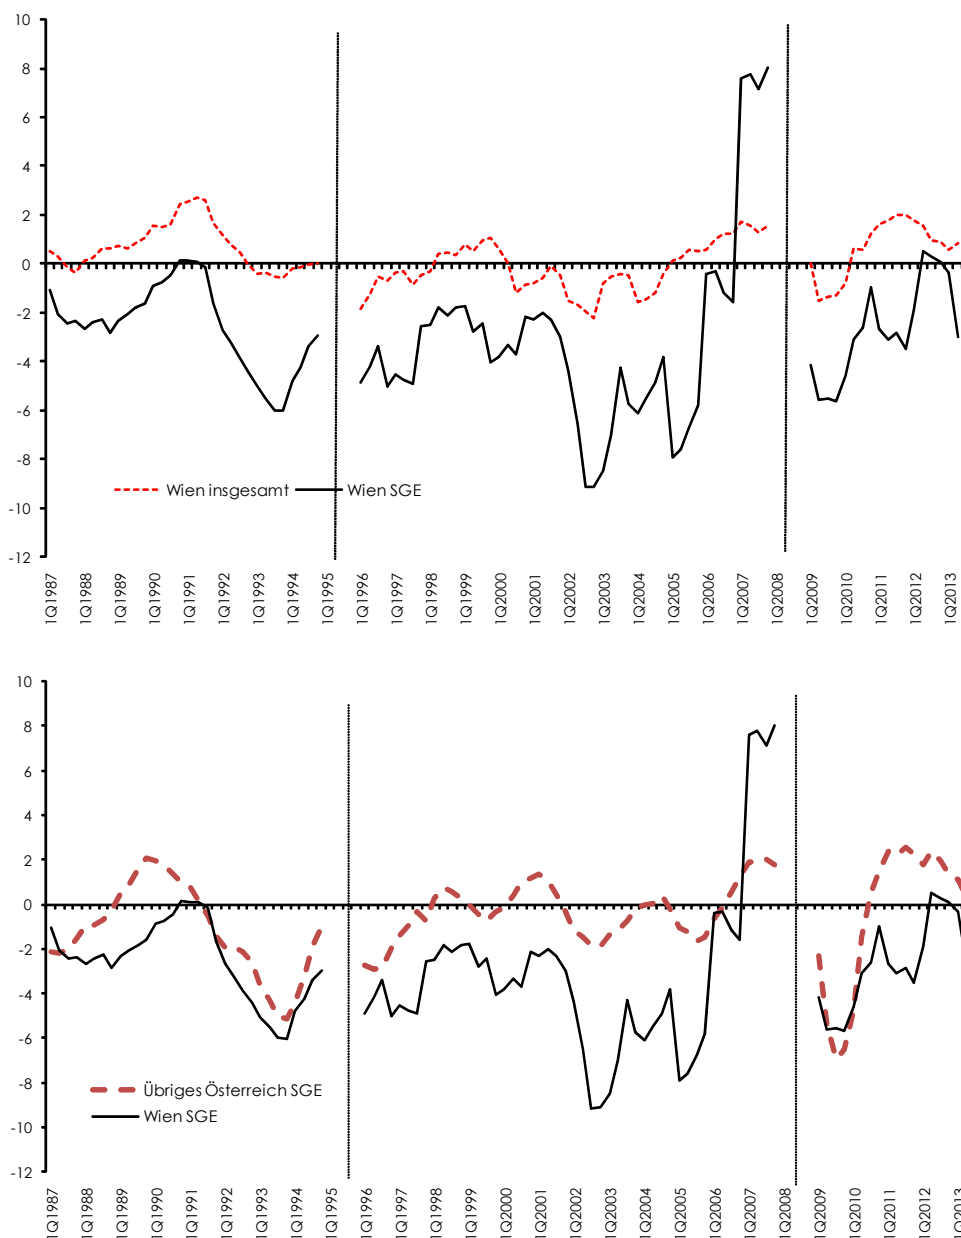 10
8
6
4
2
0
-2
-4
-6
-8
-10
-12
Wien insgesamt
Wien SGE
1Q1987
1Q1988
1Q1989
1Q1990
1Q1991
1Q1992
1Q1993
1Q1994
1Q1995
1Q1996
1Q1997
1Q1998
1Q1999
1Q2000
1Q2001
1Q2002
1Q2003
1Q2004
1Q2005
1Q2006
1Q2007
1Q2008
1Q2009
1Q2010
1Q2011
1Q2012
1Q2013
10
8
6
4
2
0
-2
-4
-6
-8
-10
-12
Übriges Österreich SGE
Wien SGE
1Q1987
1Q1988
1Q1989
1Q1990
1Q1991
1Q1992
1Q1993
1Q1994
1Q1995
1Q1996
1Q1997
1Q1998
1Q1999
1Q2000
1Q2001
1Q2002
1Q2003
1Q2004
1Q2005
1Q2006
1Q2007
1Q2008
1Q2009
1Q2010
1Q2011
1Q2012
1Q2013